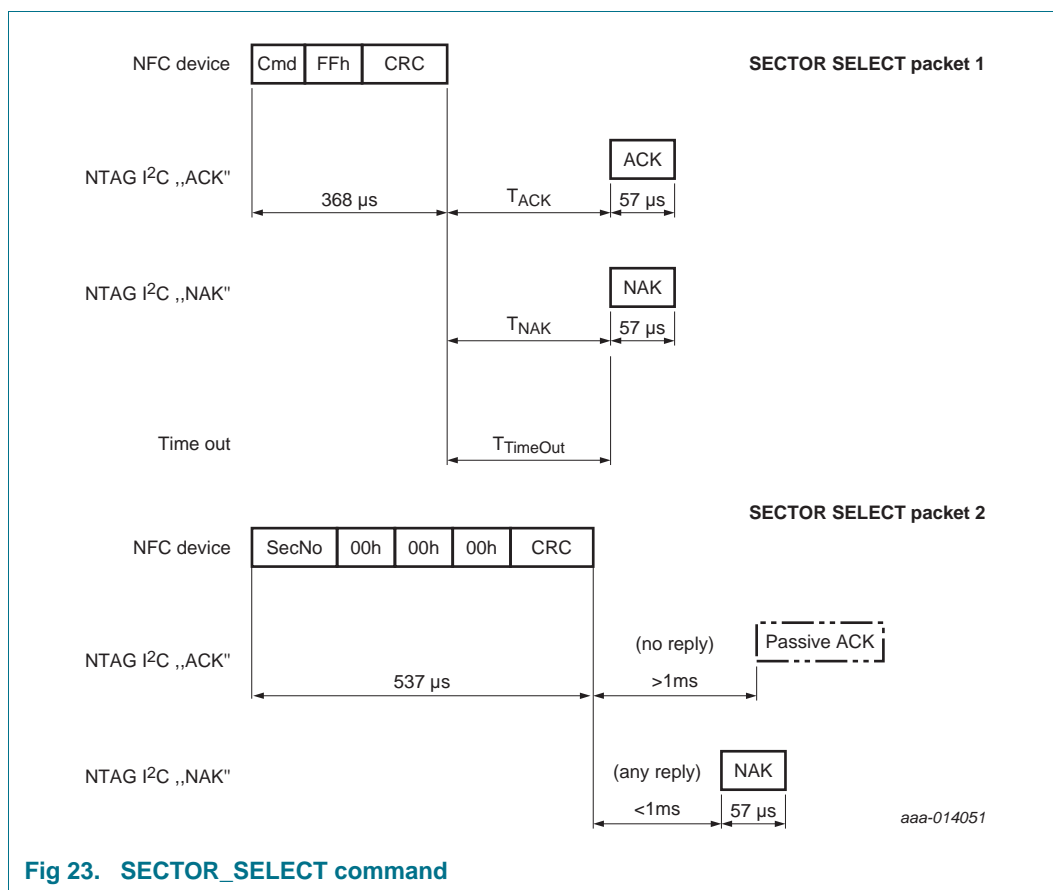 NFC device Cmd FFh CRC SECTOR SELECT packet 1
NTAG I2C ,,ACK" ACK
368 μs TACK 57 μs
NTAG I2C ,,NAK" NAK
TNAK 57 μs
Time out TTimeOut
SECTOR SELECT packet 2
NFC device SecNo 00h 00h 00h CRC
NTAG I2C ,,ACK" (no reply) Passive ACK
537 μs >1ms
NTAG I2C ,,NAK" (any reply) NAK
<1ms 57 μs
aaa-014051
Fig 23. SECTOR_SELECT command